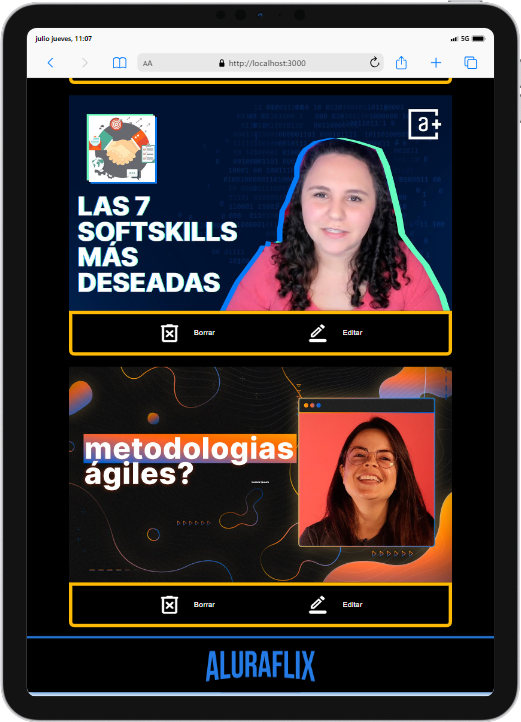 julio jueves, 11:07
5G
AA
http://localhost:3000
a+
LAS 7
SOFTSKILLS
MÁS
DESEADAS
Borrar
Editar
metodologias
ágiles?
Borrar
Editar
ALURAFLIX